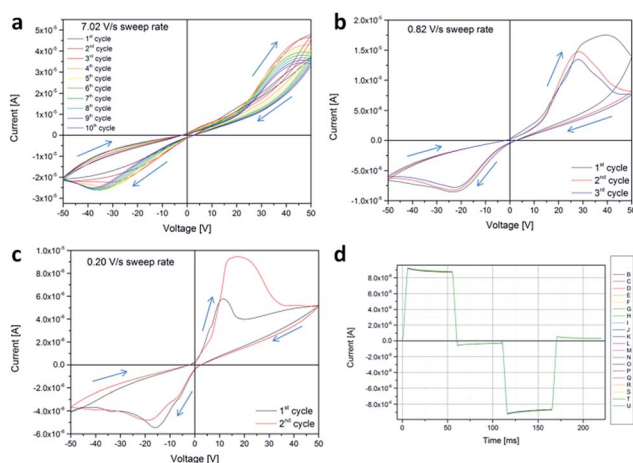 a
7.02 V/s sweep rate
1st cycle
2nd cycle
3rd cycle
4th cycle
5th cycle
6th cycle
7th cycle
8th cycle
9th cycle
10th cycle
5x10-5
4x10-5
3x10-5
2x10-5
1x10-5
0
-1x10-5
-2x10-5
-3x10-5
Current [A]
-50 -40 -30 -20 -10 0 10 20 30 40 50
Voltage [V]
b
0.82 V/s sweep rate
2.0x10-5
1.5x10-5
1.0x10-5
5.0x10-6
0.0
-5.0x10-6
-1.0x10-5
Current [A]
1st cycle
2nd cycle
3rd cycle
-50 -40 -30 -20 -10 0 10 20 30 40 50
Voltage [V]
c
0.20 V/s sweep rate
1.0x10-5
8.0x10-6
6.0x10-6
4.0x10-6
2.0x10-6
0.0
-2.0x10-6
-4.0x10-6
-6.0x10-6
Current [A]
1st cycle
2nd cycle
-50 -40 -30 -20 -10 0 10 20 30 40 50
Voltage [V]
d
8.0x10-6
6.0x10-6
4.0x10-6
2.0x10-6
0.0
-2.0x10-6
-4.0x10-6
-6.0x10-6
-8.0x10-6
Current [A]
0 50 100 150 200
Time [ms]
B
C
D
E
F
G
H
I
J
K
L
M
N
O
P
Q
R
S
T
U